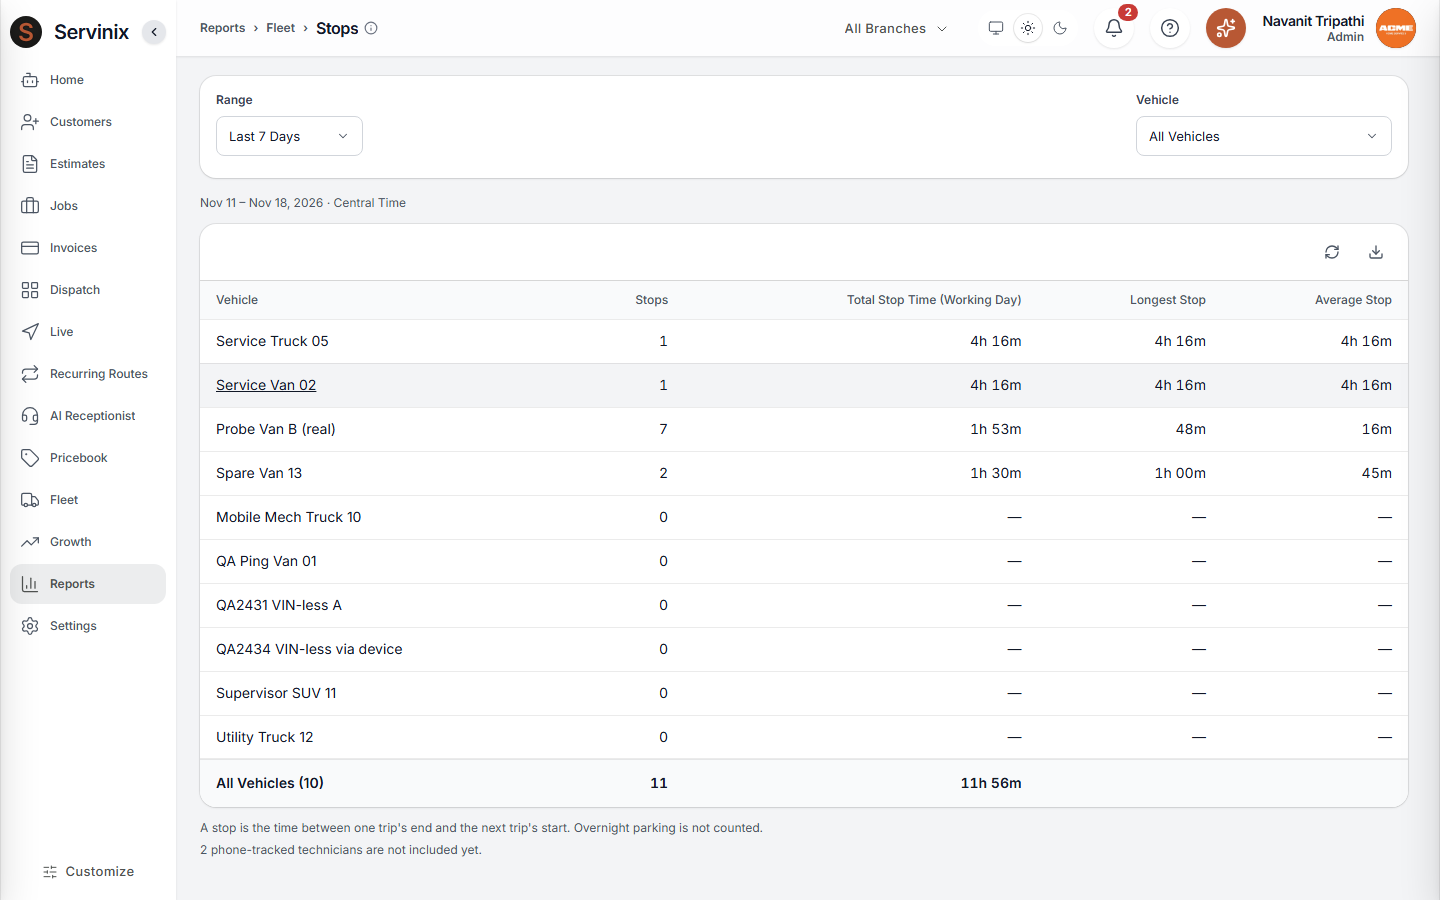 S Servinix
Reports › Fleet › Stops
All Branches
2
Navanit Tripathi
Admin
ACME
Home
Customers
Estimates
Jobs
Invoices
Dispatch
Live
Recurring Routes
AI Receptionist
Pricebook
Fleet
Growth
Reports
Settings
Customize
Range
Vehicle
Last 7 Days
All Vehicles
Nov 11 – Nov 18, 2026 · Central Time
Vehicle Stops Total Stop Time (Working Day) Longest Stop Average Stop
Service Truck 05 1 4h 16m 4h 16m 4h 16m
Service Van 02 1 4h 16m 4h 16m 4h 16m
Probe Van B (real) 7 1h 53m 48m 16m
Spare Van 13 2 1h 30m 1h 00m 45m
Mobile Mech Truck 10 0 — — —
QA Ping Van 01 0 — — —
QA2431 VIN-less A 0 — — —
QA2434 VIN-less via device 0 — — —
Supervisor SUV 11 0 — — —
Utility Truck 12 0 — — —
All Vehicles (10) 11 11h 56m
A stop is the time between one trip's end and the next trip's start. Overnight parking is not counted.
2 phone-tracked technicians are not included yet.